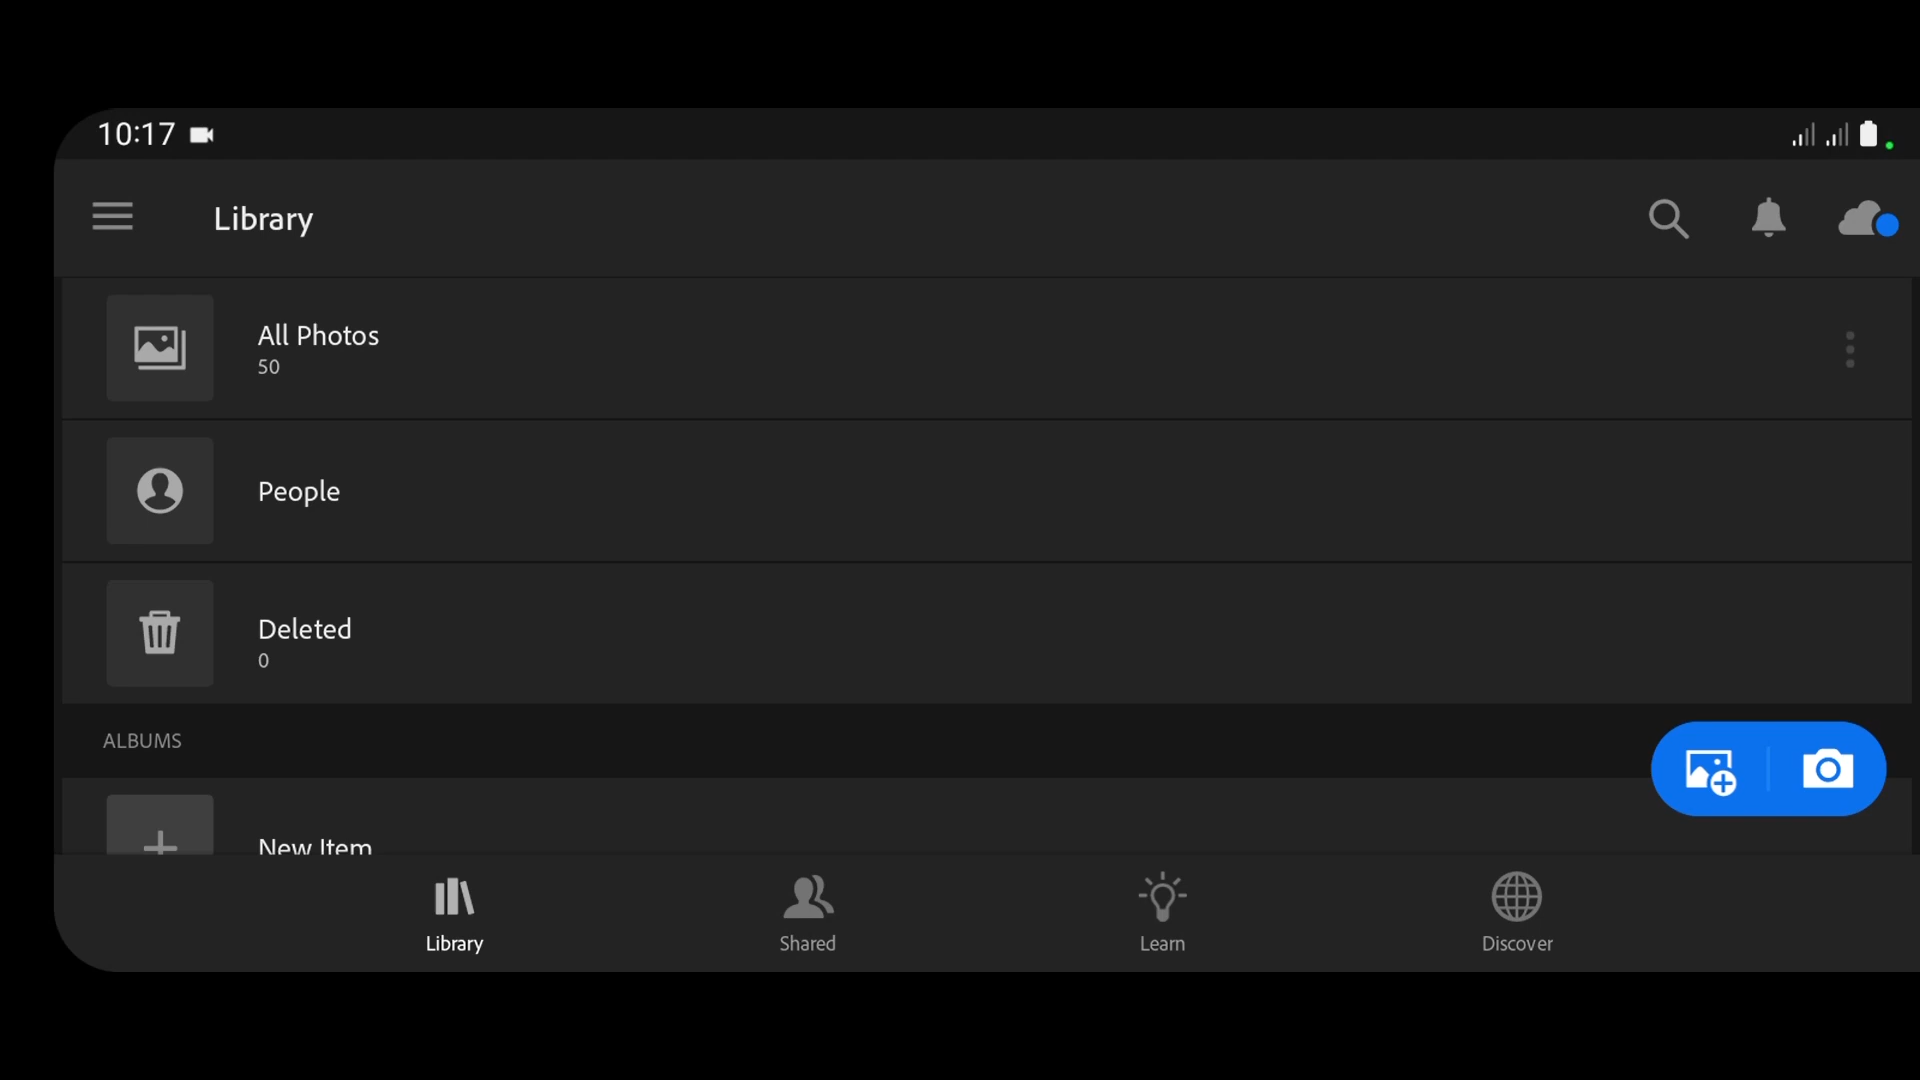 10:17
Library
All Photos
50
People
Deleted
0
ALBUMS
New Item
Library
Shared
Learn
Discover